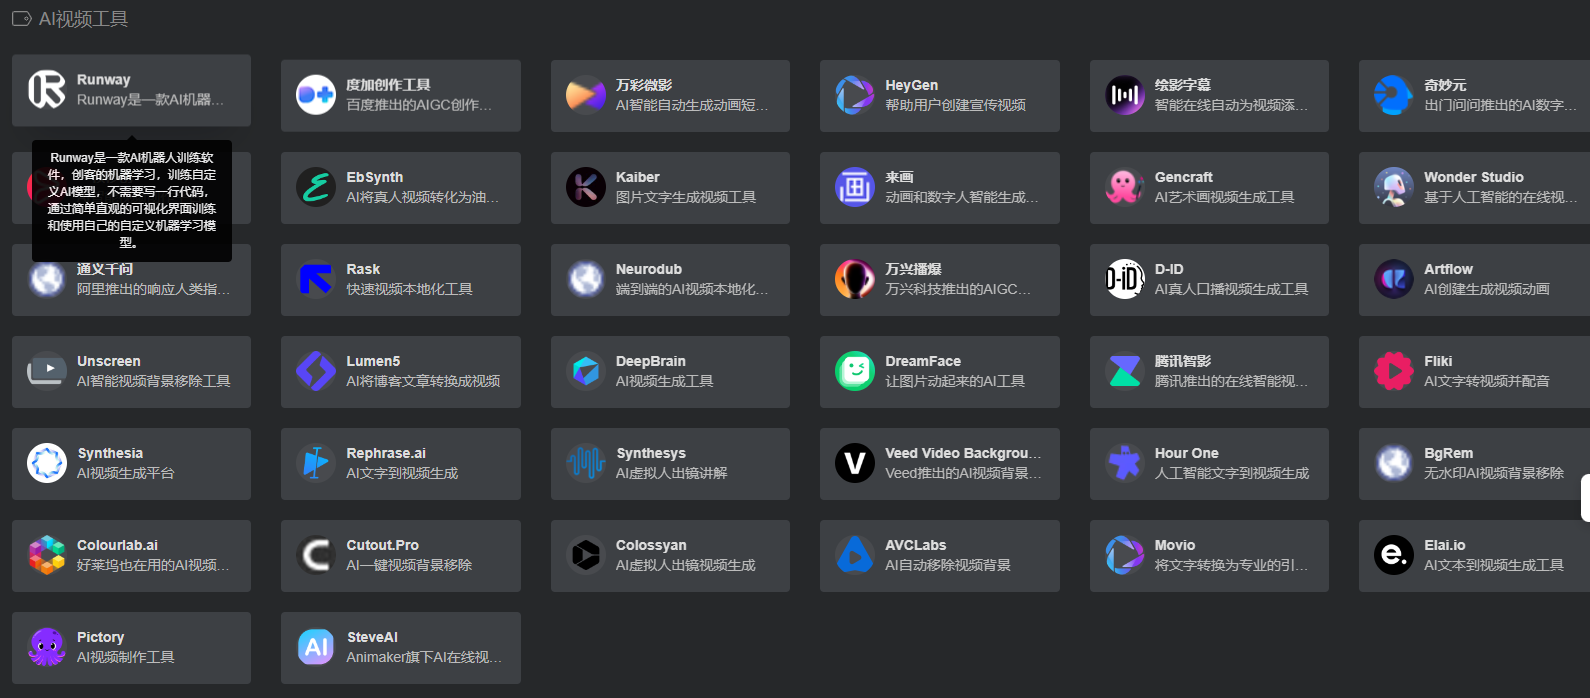 AI视频工具
Runway
Runway是一款AI机器...
度加创作工具
百度推出的AIGC创作...
万彩微影
AI智能自动生成动画短...
HeyGen
帮助用户创建宣传视频
绘影字幕
智能在线自动为视频添...
奇妙元
出门问问推出的AI数字...
Runway是一款AI机器人训练软
件，创客的机器学习，训练自定
义AI模型，不需要写一行代码，
通过简单直观的可视化界面训练
和使用自己的自定义机器学习模
型。
EbSynth
AI将真人视频转化为油...
Kaiber
图片文字生成视频工具
来画
动画和数字人智能生成...
Gencraft
AI艺术画视频生成工具
Wonder Studio
基于人工智能的在线视...
通义千问
阿里推出的响应人类指...
Rask
快速视频本地化工具
Neurodub
端到端的AI视频本地化...
万兴播爆
万兴科技推出的AIGC...
D-iD
D-ID
AI真人口播视频生成工具
Artflow
AI创建生成视频动画
Unscreen
AI智能视频背景移除工具
Lumen5
AI将博客文章转换成视频
DeepBrain
AI视频生成工具
DreamFace
让图片动起来的AI工具
腾讯智影
腾讯推出的在线智能视...
Fliki
AI文字转视频并配音
Synthesia
AI视频生成平台
Rephrase.ai
AI文字到视频生成
Synthesys
AI虚拟人出镜讲解
V
Veed Video Backgrou...
Veed推出的AI视频背景...
Hour One
人工智能文字到视频生成
BgRem
无水印AI视频背景移除
Colourlab.ai
好莱坞也在用的AI视频...
Cutout.Pro
AI一键视频背景移除
Colossyan
AI虚拟人出镜视频生成
AVCLabs
AI自动移除视频背景
Movio
将文字转换为专业的引...
e.
Elai.io
AI文本到视频生成工具
Pictory
AI视频制作工具
AI
SteveAI
Animaker旗下AI在线视...